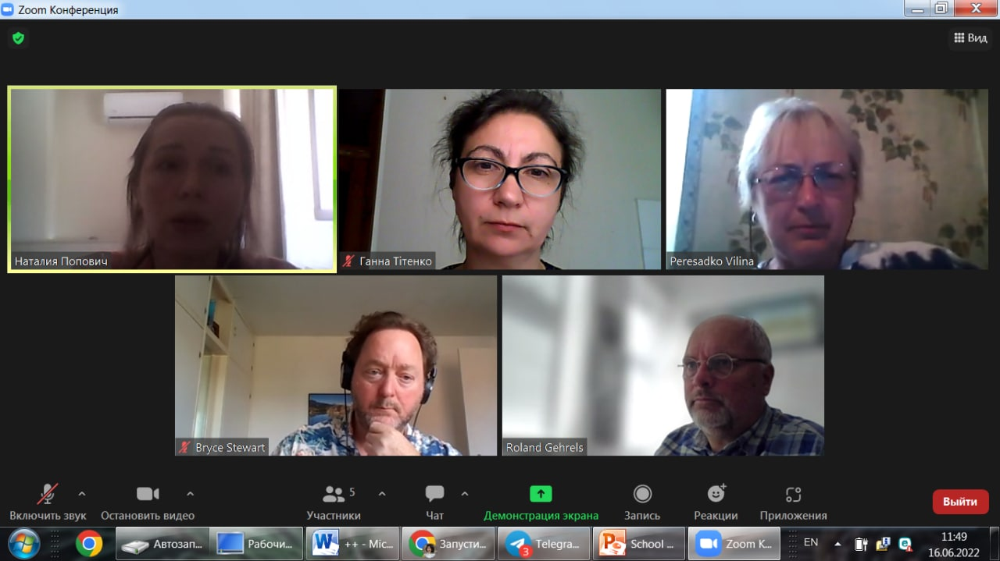 Zoom Конференция
Вид
Наталия Попович
Ганна Тітенко
Peresadko Vilina
Bryce Stewart
Roland Gehrels
5
Включить звук
Остановить видео
Участники
Чат
Демонстрация экрана
Запись
Реакции
Приложения
Выйти
Автозап...
Рабочи...
++ - Mic...
Запусти...
3
Telegra...
School ...
Zoom K...
EN
11:49
16.06.2022